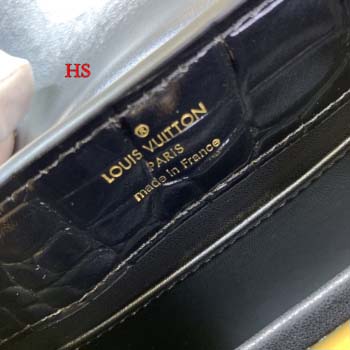 HS
®
LOUIS VUITTON
PARIS
made in France